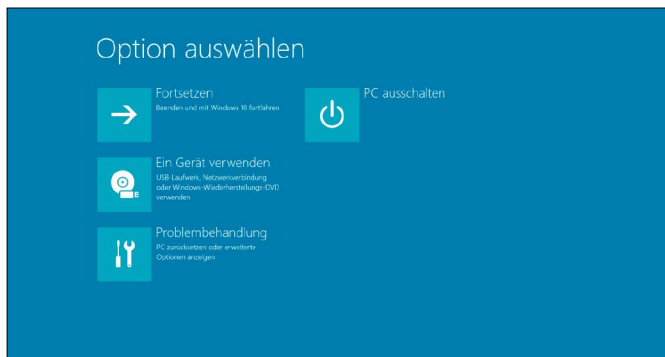 Option auswählen
Fortsetzen
Beenden und mit Windows 10 fortfahren
PC ausschalten
Ein Gerät verwenden
USB-Laufwerk, Netzwerkverbindung
oder Windows-Wiederherstellungs-DVD
verwenden
Problembehandlung
PC zurücksetzen oder erweiterte
Optionen anzeigen